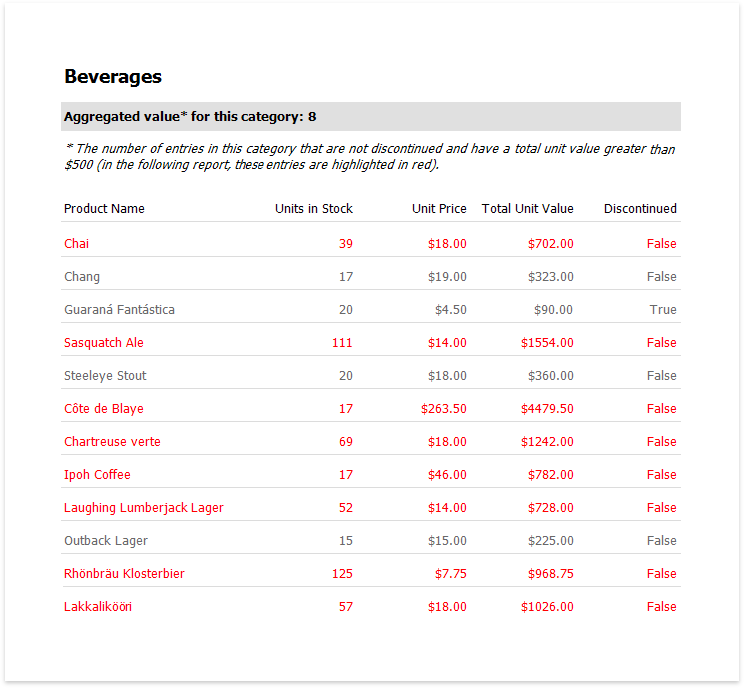 Beverages
Aggregated value* for this category: 8
* The number of entries in this category that are not discontinued and have a total unit value greater than
$500 (in the following report, these entries are highlighted in red).
Product Name Units in Stock Unit Price Total Unit Value Discontinued
Chai 39 $18.00 $702.00 False
Chang 17 $19.00 $323.00 False
Guaraná Fantástica 20 $4.50 $90.00 True
Sasquatch Ale 111 $14.00 $1554.00 False
Steeleye Stout 20 $18.00 $360.00 False
Côte de Blaye 17 $263.50 $4479.50 False
Chartreuse verte 69 $18.00 $1242.00 False
Ipoh Coffee 17 $46.00 $782.00 False
Laughing Lumberjack Lager 52 $14.00 $728.00 False
Outback Lager 15 $15.00 $225.00 False
Rhönbräu Klosterbier 125 $7.75 $968.75 False
Lakkalikööri 57 $18.00 $1026.00 False